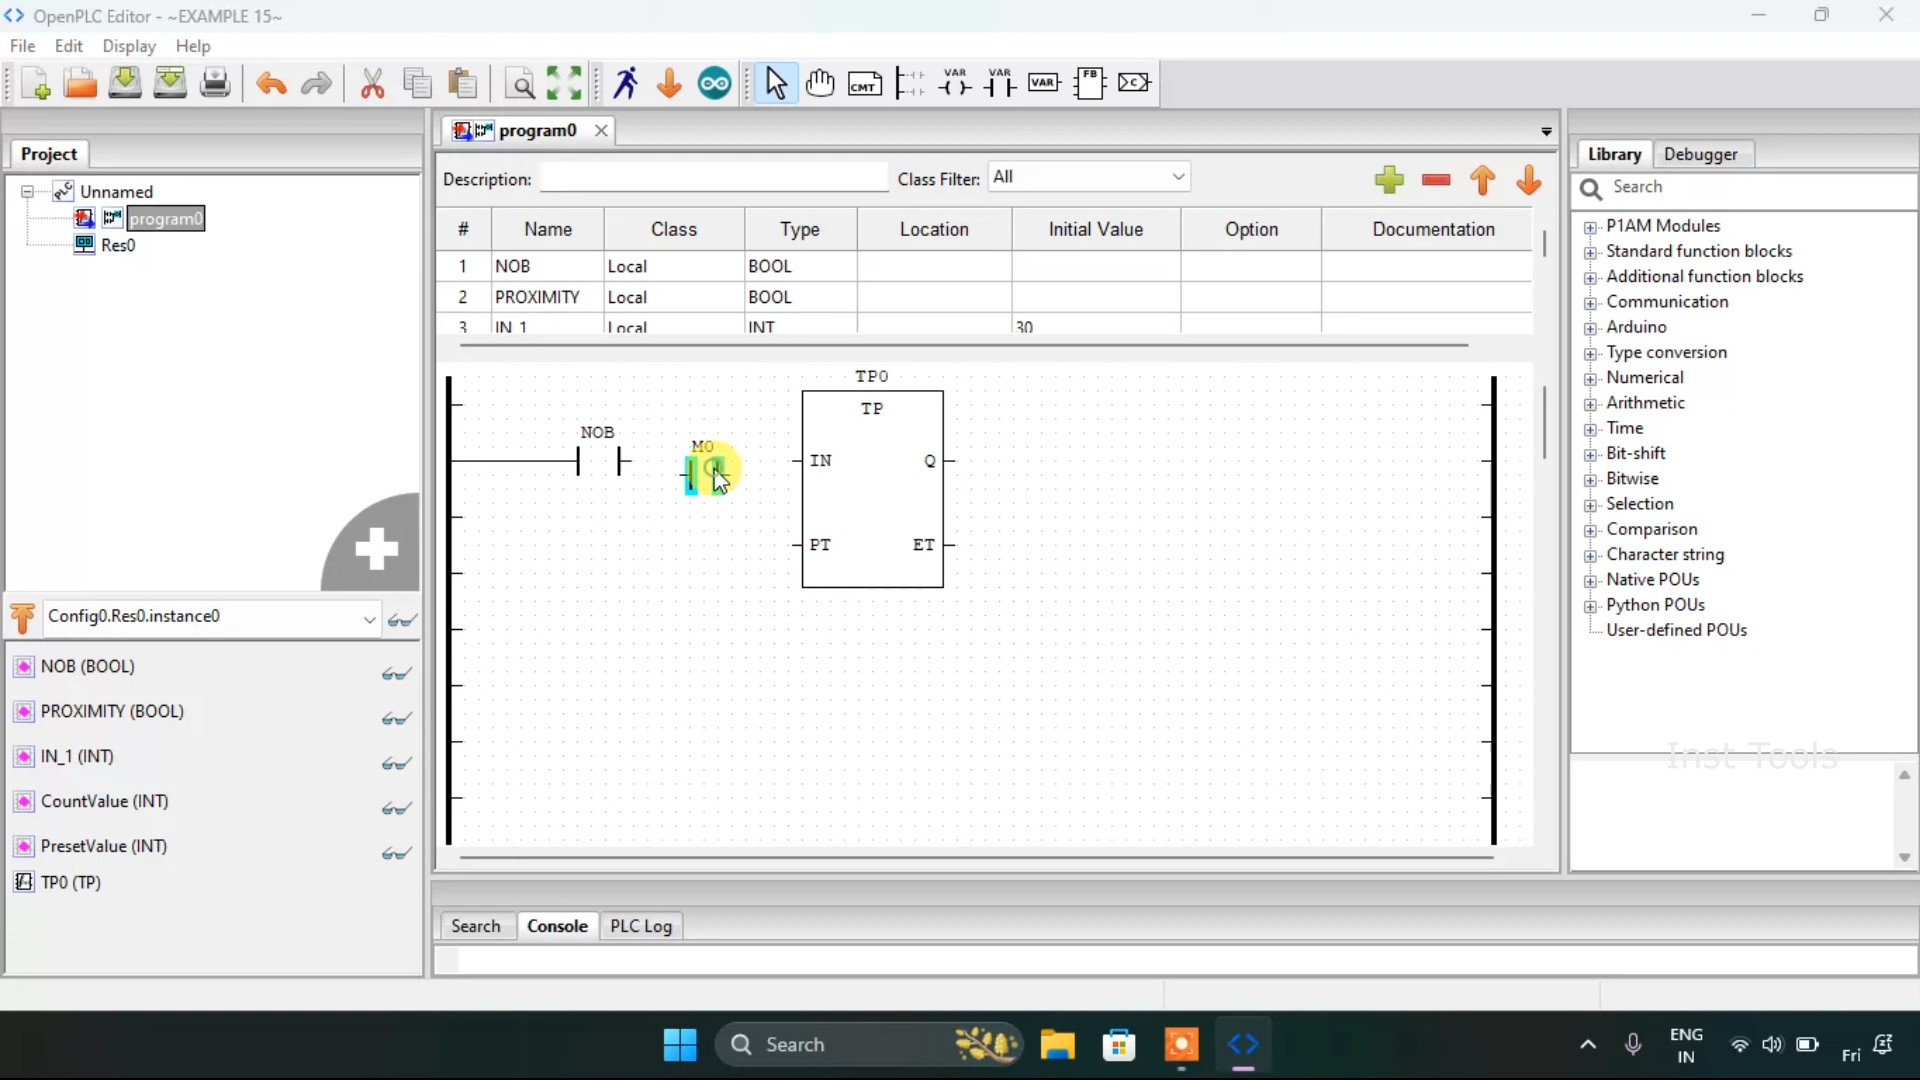 OpenPLC Editor - ~EXAMPLE 15~
File Edit Display Help
CMT VAR VAR VAR FB C
Project
Unnamed
program0
Res0
program0
Description: Class Filter: All
# Name Class Type Location Initial Value Option Documentation
1 NOB Local BOOL
2 PROXIMITY Local BOOL
3 IN_1 Local INT 30
TP0
TP
NOB
M0
IN Q
PT ET
Config0.Res0.instance0
NOB (BOOL)
PROXIMITY (BOOL)
IN_1 (INT)
CountValue (INT)
PresetValue (INT)
TP0 (TP)
Library Debugger
Search
P1AM Modules
Standard function blocks
Additional function blocks
Communication
Arduino
Type conversion
Numerical
Arithmetic
Time
Bit-shift
Bitwise
Selection
Comparison
Character string
Native POUs
Python POUs
User-defined POUs
Inst Tools
Search Console PLC Log
Search
ENG
IN
Fri